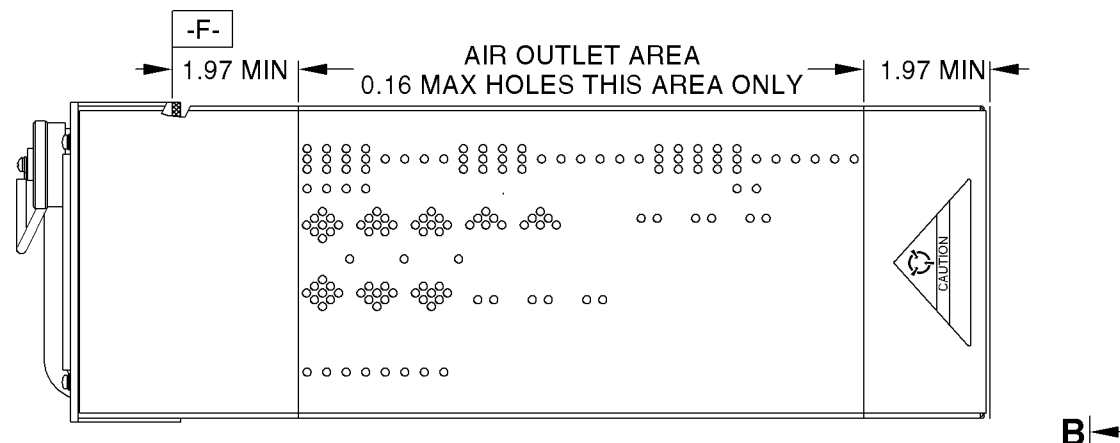 -F-
1.97 MIN
AIR OUTLET AREA
0.16 MAX HOLES THIS AREA ONLY
1.97 MIN
CAUTION
B